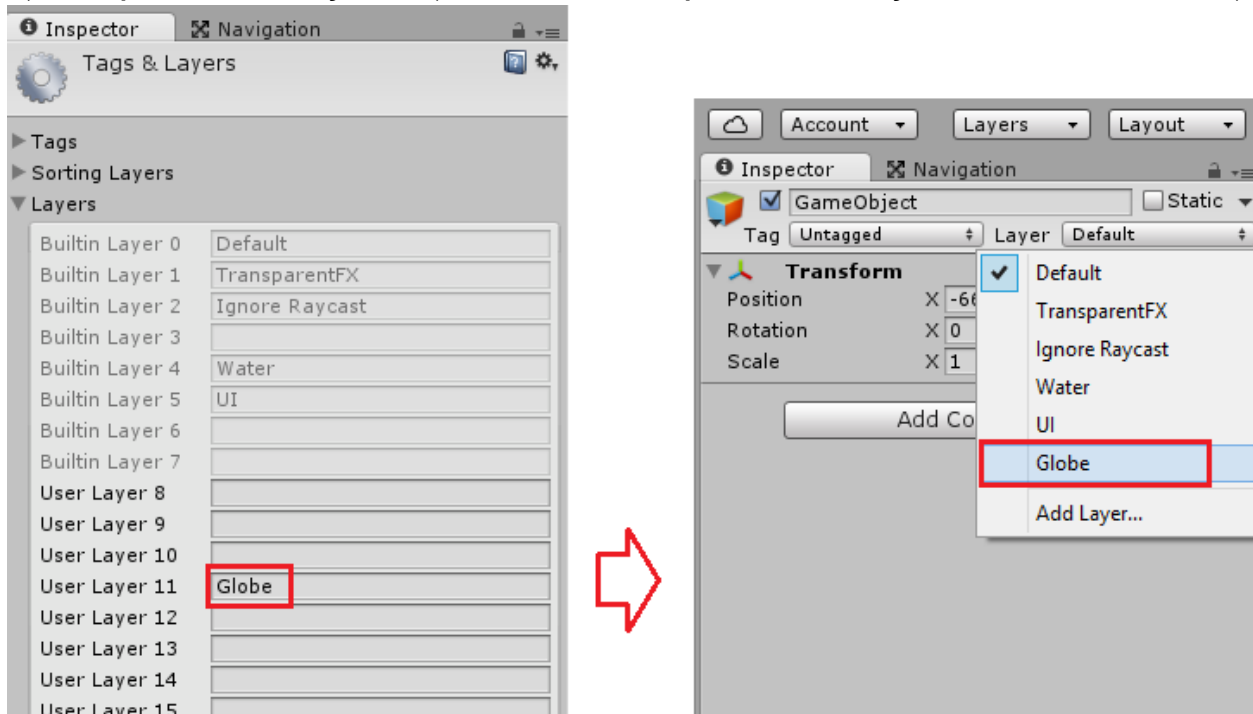 Inspector Navigation
Tags & Layers
Tags
Sorting Layers
Layers
Builtin Layer 0 Default
Builtin Layer 1 TransparentFX
Builtin Layer 2 Ignore Raycast
Builtin Layer 3
Builtin Layer 4 Water
Builtin Layer 5 UI
Builtin Layer 6
Builtin Layer 7
User Layer 8
User Layer 9
User Layer 10
User Layer 11 Globe
User Layer 12
User Layer 13
User Layer 14
User Layer 15
Account Layers Layout
Inspector Navigation
GameObject Static
Tag Untagged Layer Default
Transform
Position X -66
Rotation X 0
Scale X 1
Add Co
Default
TransparentFX
Ignore Raycast
Water
UI
Globe
Add Layer...